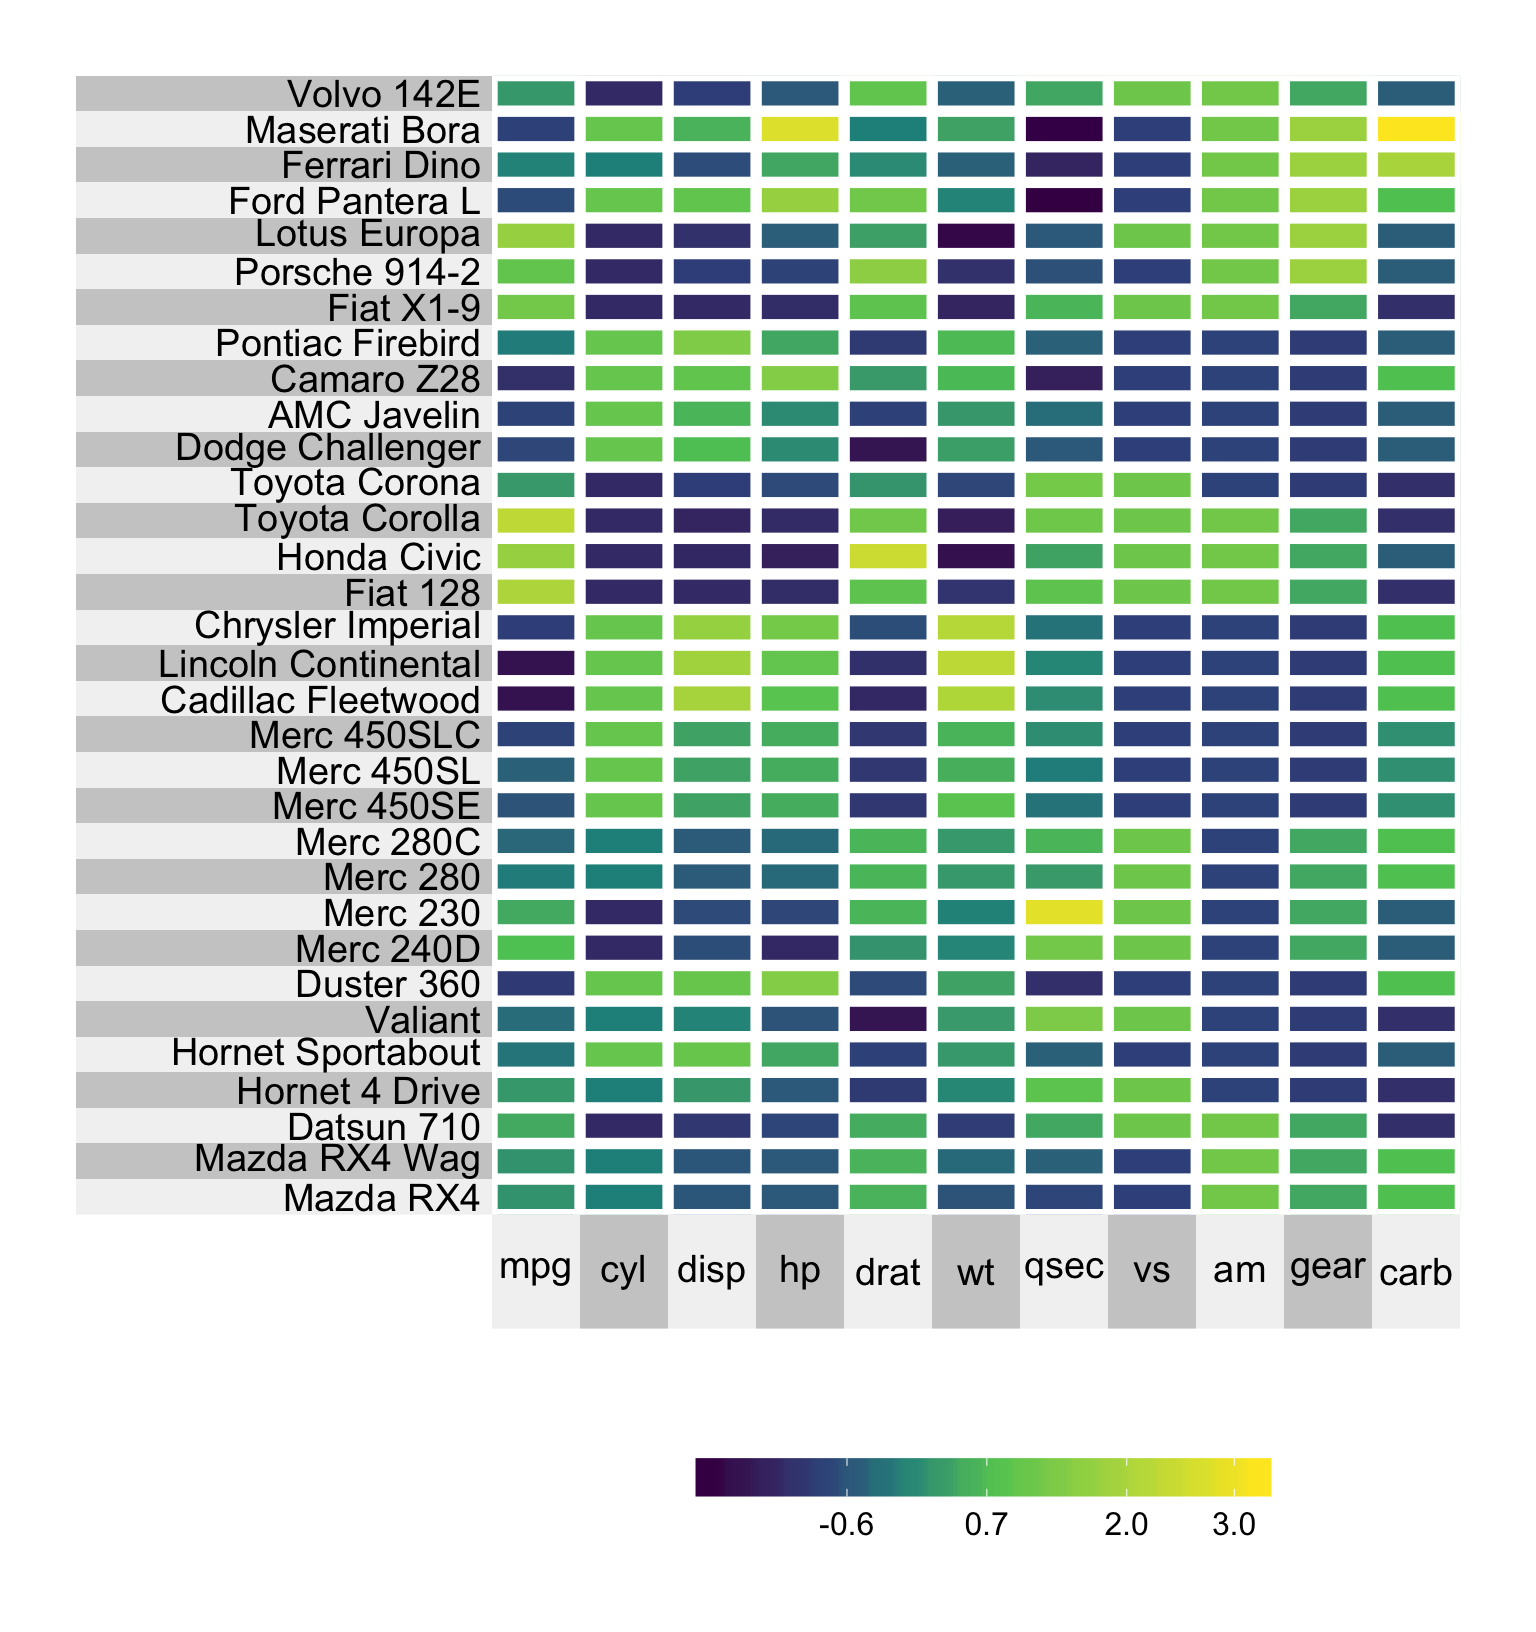 Volvo 142E
Maserati Bora
Ferrari Dino
Ford Pantera L
Lotus Europa
Porsche 914-2
Fiat X1-9
Pontiac Firebird
Camaro Z28
AMC Javelin
Dodge Challenger
Toyota Corona
Toyota Corolla
Honda Civic
Fiat 128
Chrysler Imperial
Lincoln Continental
Cadillac Fleetwood
Merc 450SLC
Merc 450SL
Merc 450SE
Merc 280C
Merc 280
Merc 230
Merc 240D
Duster 360
Valiant
Hornet Sportabout
Hornet 4 Drive
Datsun 710
Mazda RX4 Wag
Mazda RX4
mpg cyl disp hp drat wt qsec vs am gear carb
-0.6 0.7 2.0 3.0